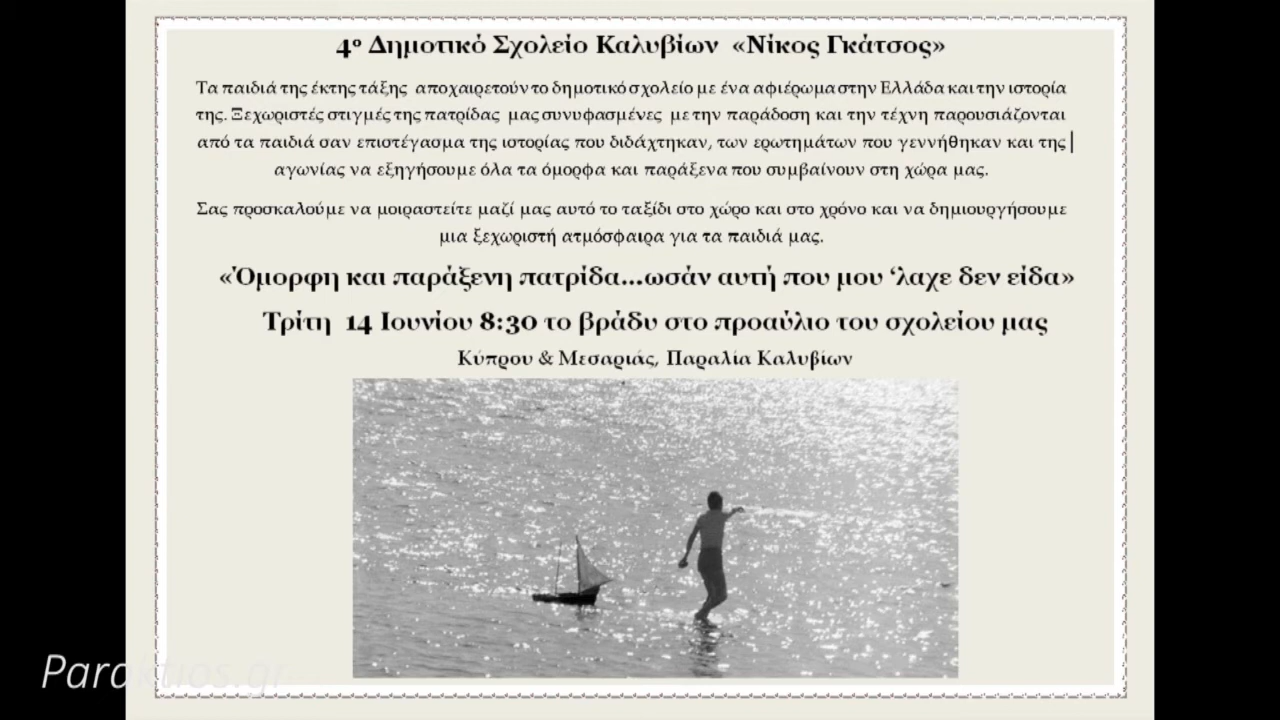 4ο Δημοτικό Σχολείο Καλυβίων «Νίκος Γκάτσος»
Τα παιδιά της έκτης τάξης αποχαιρετούν το δημοτικό σχολείο με ένα αφιέρωμα στην Ελλάδα και την ιστορία
της. Ξεχωριστές στιγμές της πατρίδας μας συνυφασμένες με την παράδοση και την τέχνη παρουσιάζονται
από τα παιδιά σαν επιστέγασμα της ιστορίας που διδάχτηκαν, των ερωτημάτων που γεννήθηκαν και της
αγωνίας να εξηγήσουμε όλα τα όμορφα και παράξενα που συμβαίνουν στη χώρα μας.
Σας προσκαλούμε να μοιραστείτε μαζί μας αυτό το ταξίδι στο χώρο και στο χρόνο και να δημιουργήσουμε
μια ξεχωριστή ατμόσφαιρα για τα παιδιά μας.
«Όμορφη και παράξενη πατρίδα...ωσάν αυτή που μου ‘λαχε δεν είδα»
Τρίτη 14 Ιουνίου 8:30 το βράδυ στο προαύλιο του σχολείου μας
Κύπρου & Μεσαριάς, Παραλία Καλυβίων
Paraktios.gr